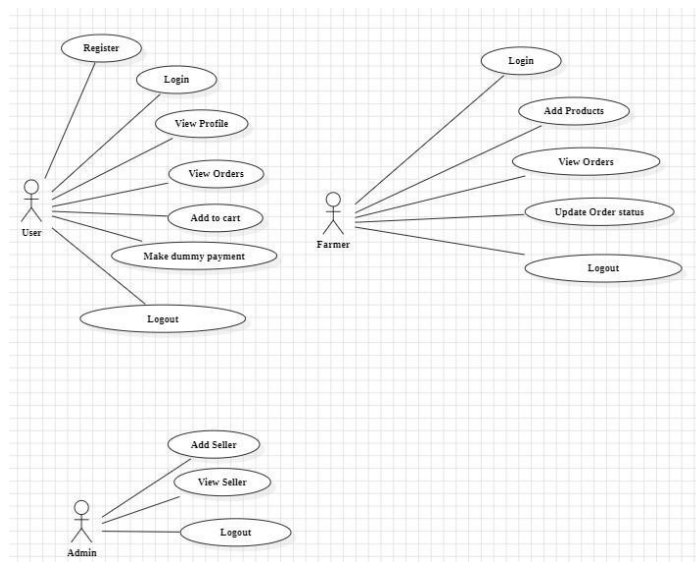 Register
Login
View Profile
View Orders
Add to cart
Make dummy payment
Logout
User
Login
Add Products
View Orders
Update Order status
Logout
Farmer
Add Seller
View Seller
Logout
Admin